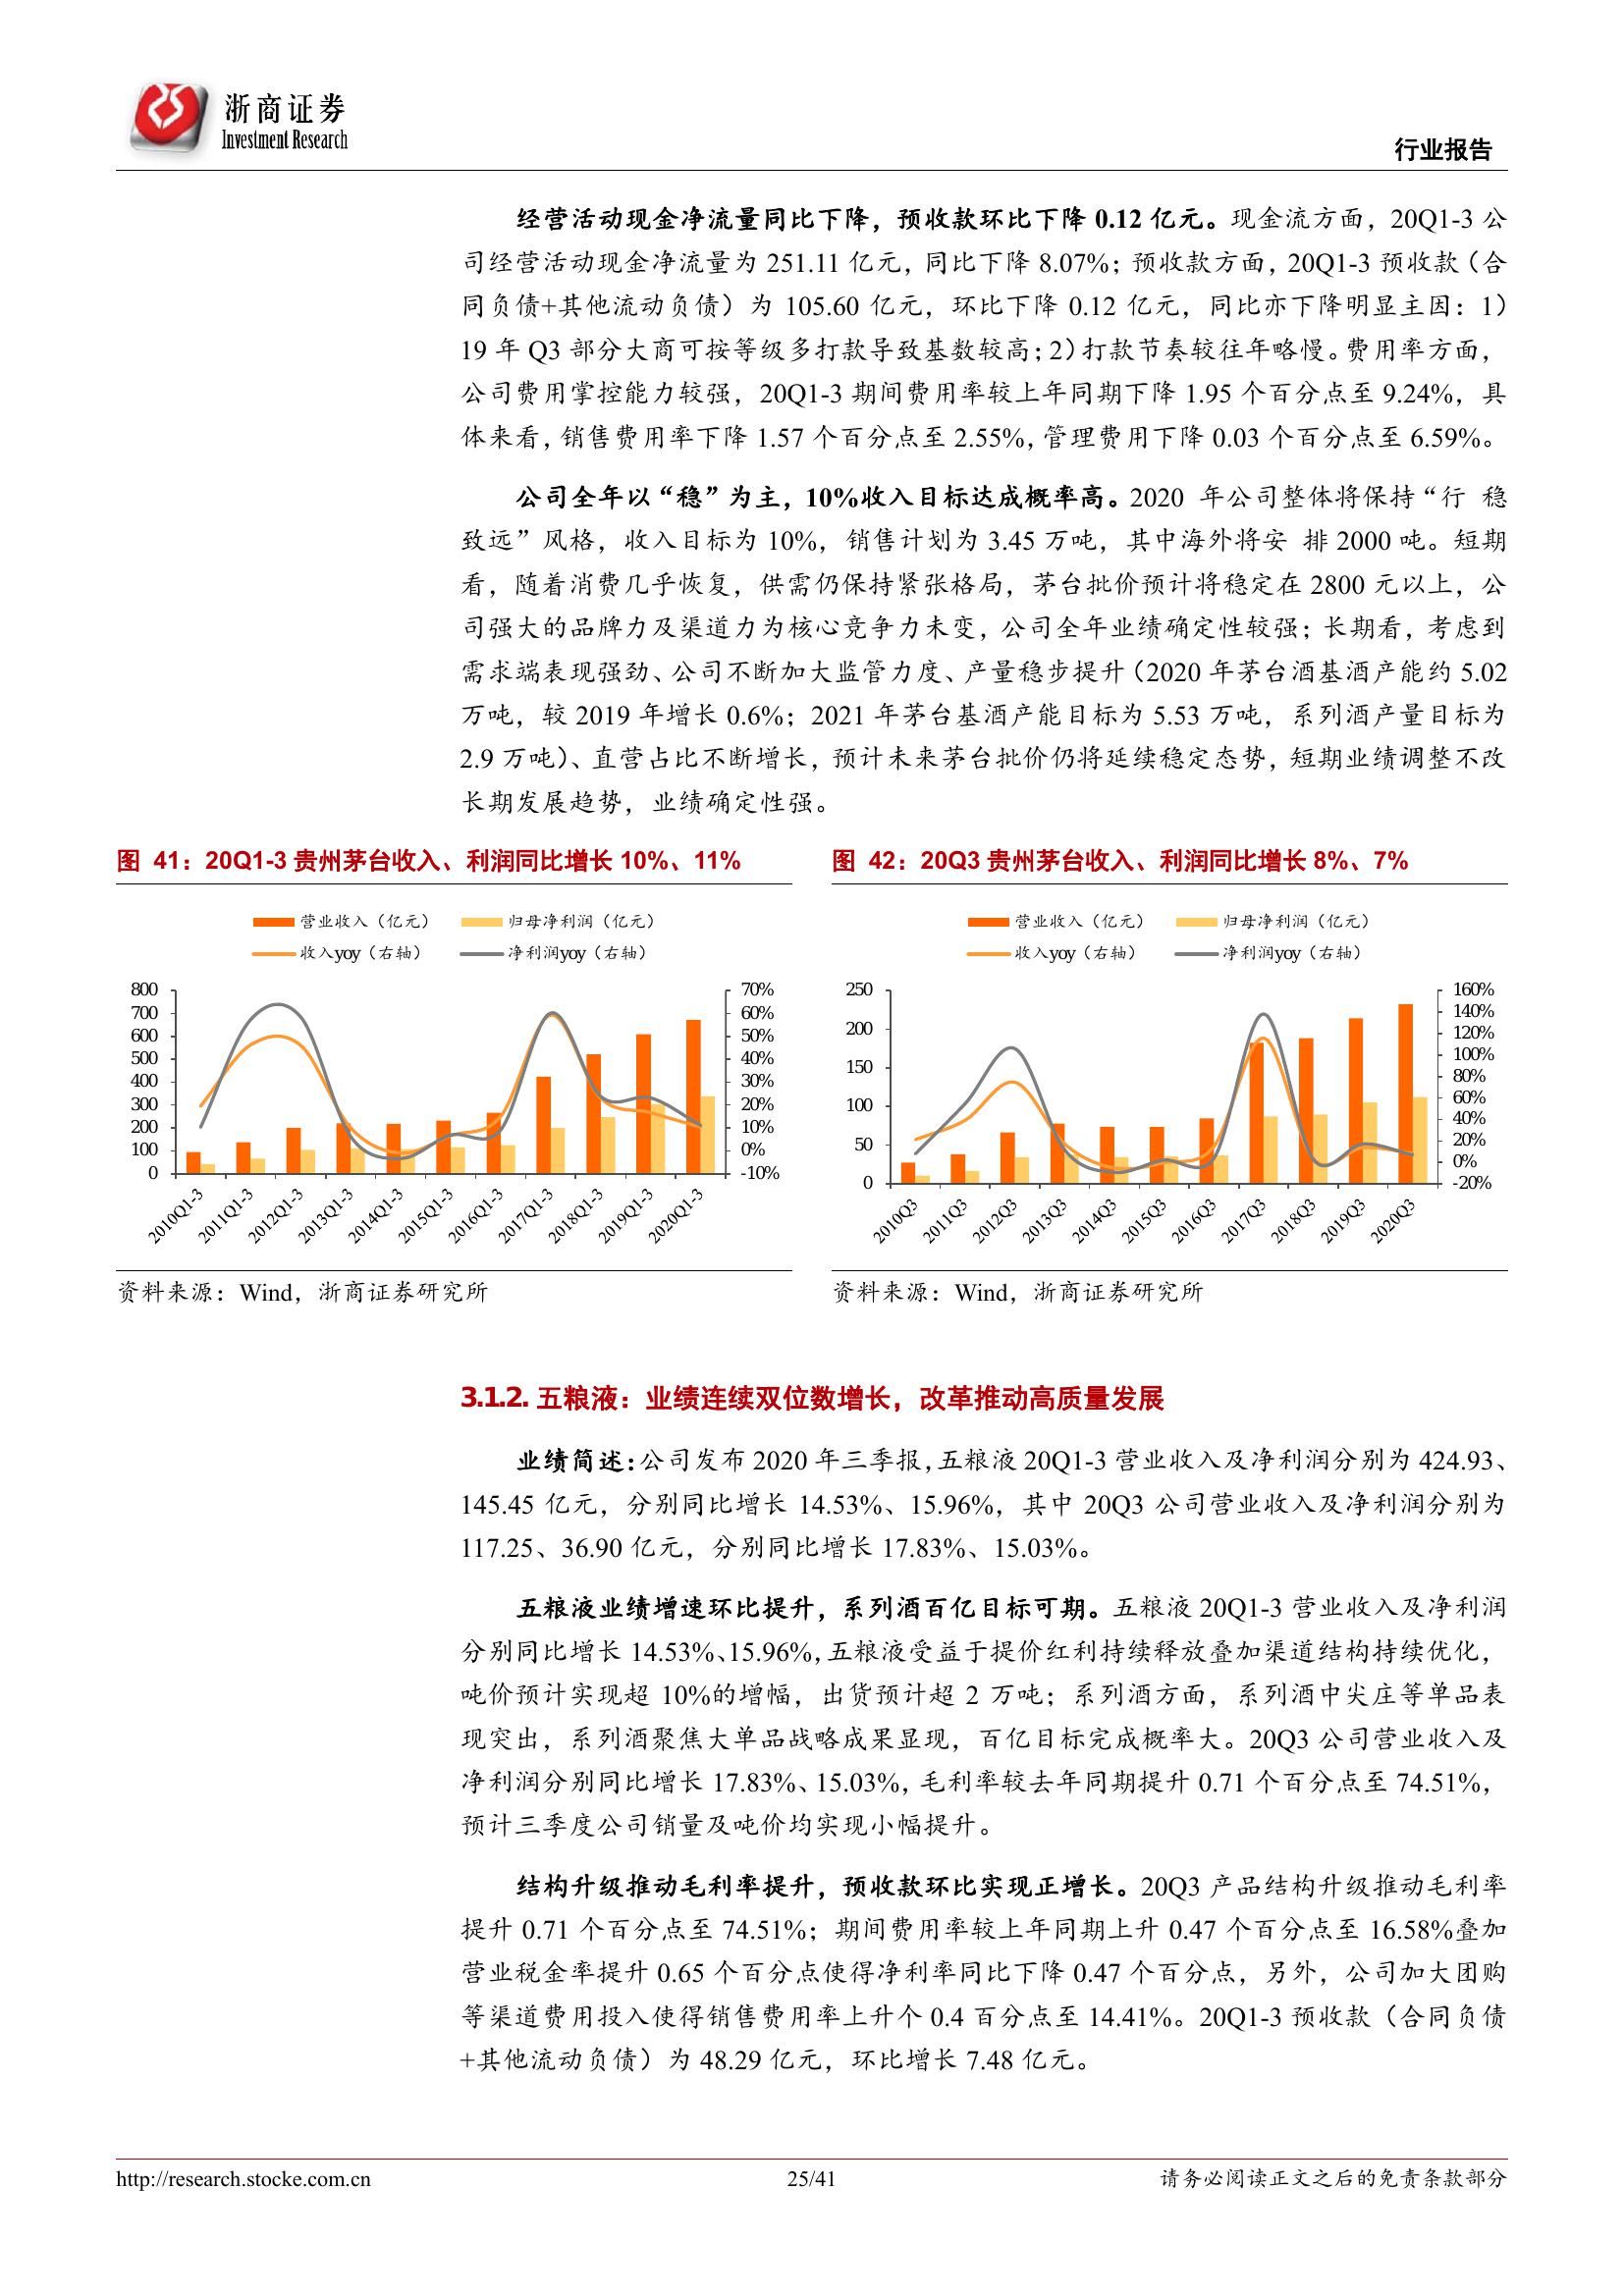 浙商证券
Investment Research
行业报告
经营活动现金净流量同比下降，预收款环比下降 0.12 亿元。现金流方面，20Q1-3 公
司经营活动现金净流量为 251.11 亿元，同比下降 8.07%；预收款方面，20Q1-3 预收款（合
同负债+其他流动负债）为 105.60 亿元，环比下降 0.12 亿元，同比亦下降明显主因：1）
19 年 Q3 部分大商可按等级多打款导致基数较高；2）打款节奏较往年略慢。费用率方面，
公司费用掌控能力较强，20Q1-3 期间费用率较上年同期下降 1.95 个百分点至 9.24%，具
体来看，销售费用率下降 1.57 个百分点至 2.55%，管理费用下降 0.03 个百分点至 6.59%。
公司全年以“稳”为主，10%收入目标达成概率高。2020 年公司整体将保持“行 稳
致远”风格，收入目标为 10%，销售计划为 3.45 万吨，其中海外将安 排 2000 吨。短期
看，随着消费几乎恢复，供需仍保持紧张格局，茅台批价预计将稳定在 2800 元以上，公
司强大的品牌力及渠道力为核心竞争力未变，公司全年业绩确定性较强；长期看，考虑到
需求端表现强劲、公司不断加大监管力度、产量稳步提升（2020 年茅台酒基酒产能约 5.02
万吨，较 2019 年增长 0.6%；2021 年茅台基酒产能目标为 5.53 万吨，系列酒产量目标为
2.9 万吨）、直营占比不断增长，预计未来茅台批价仍将延续稳定态势，短期业绩调整不改
长期发展趋势，业绩确定性强。
图 41：20Q1-3 贵州茅台收入、利润同比增长 10%、11%
营业收入（亿元） 归母净利润（亿元）
收入yoy（右轴） 净利润yoy（右轴）
800 70%
700 60%
600 50%
500 40%
400 30%
300 20%
200 10%
100 0%
0 -10%
2010Q1-3 2011Q1-3 2012Q1-3 2013Q1-3 2014Q1-3 2015Q1-3 2016Q1-3 2017Q1-3 2018Q1-3 2019Q1-3 2020Q1-3
资料来源：Wind，浙商证券研究所
图 42：20Q3 贵州茅台收入、利润同比增长 8%、7%
营业收入（亿元） 归母净利润（亿元）
收入yoy（右轴） 净利润yoy（右轴）
250
200
150
100
50
0
160%
140%
120%
100%
80%
60%
40%
20%
0%
-20%
2010Q3 2011Q3 2012Q3 2013Q3 2014Q3 2015Q3 2016Q3 2017Q3 2018Q3 2019Q3 2020Q3
资料来源：Wind，浙商证券研究所
3.1.2. 五粮液：业绩连续双位数增长，改革推动高质量发展
业绩简述：公司发布 2020 年三季报，五粮液 20Q1-3 营业收入及净利润分别为 424.93、
145.45 亿元，分别同比增长 14.53%、15.96%，其中 20Q3 公司营业收入及净利润分别为
117.25、36.90 亿元，分别同比增长 17.83%、15.03%。
五粮液业绩增速环比提升，系列酒百亿目标可期。五粮液 20Q1-3 营业收入及净利润
分别同比增长 14.53%、15.96%，五粮液受益于提价红利持续释放叠加渠道结构持续优化，
吨价预计实现超 10%的增幅，出货预计超 2 万吨；系列酒方面，系列酒中尖庄等单品表
现突出，系列酒聚焦大单品战略成果显现，百亿目标完成概率大。20Q3 公司营业收入及
净利润分别同比增长 17.83%、15.03%，毛利率较去年同期提升 0.71 个百分点至 74.51%，
预计三季度公司销量及吨价均实现小幅提升。
结构升级推动毛利率提升，预收款环比实现正增长。20Q3 产品结构升级推动毛利率
提升 0.71 个百分点至 74.51%；期间费用率较上年同期上升 0.47 个百分点至 16.58%叠加
营业税金率提升 0.65 个百分点使得净利率同比下降 0.47 个百分点，另外，公司加大团购
等渠道费用投入使得销售费用率上升个 0.4 百分点至 14.41%。20Q1-3 预收款（合同负债
+其他流动负债）为 48.29 亿元，环比增长 7.48 亿元。
http://research.stocke.com.cn
25/41
请务必阅读正文之后的免责条款部分